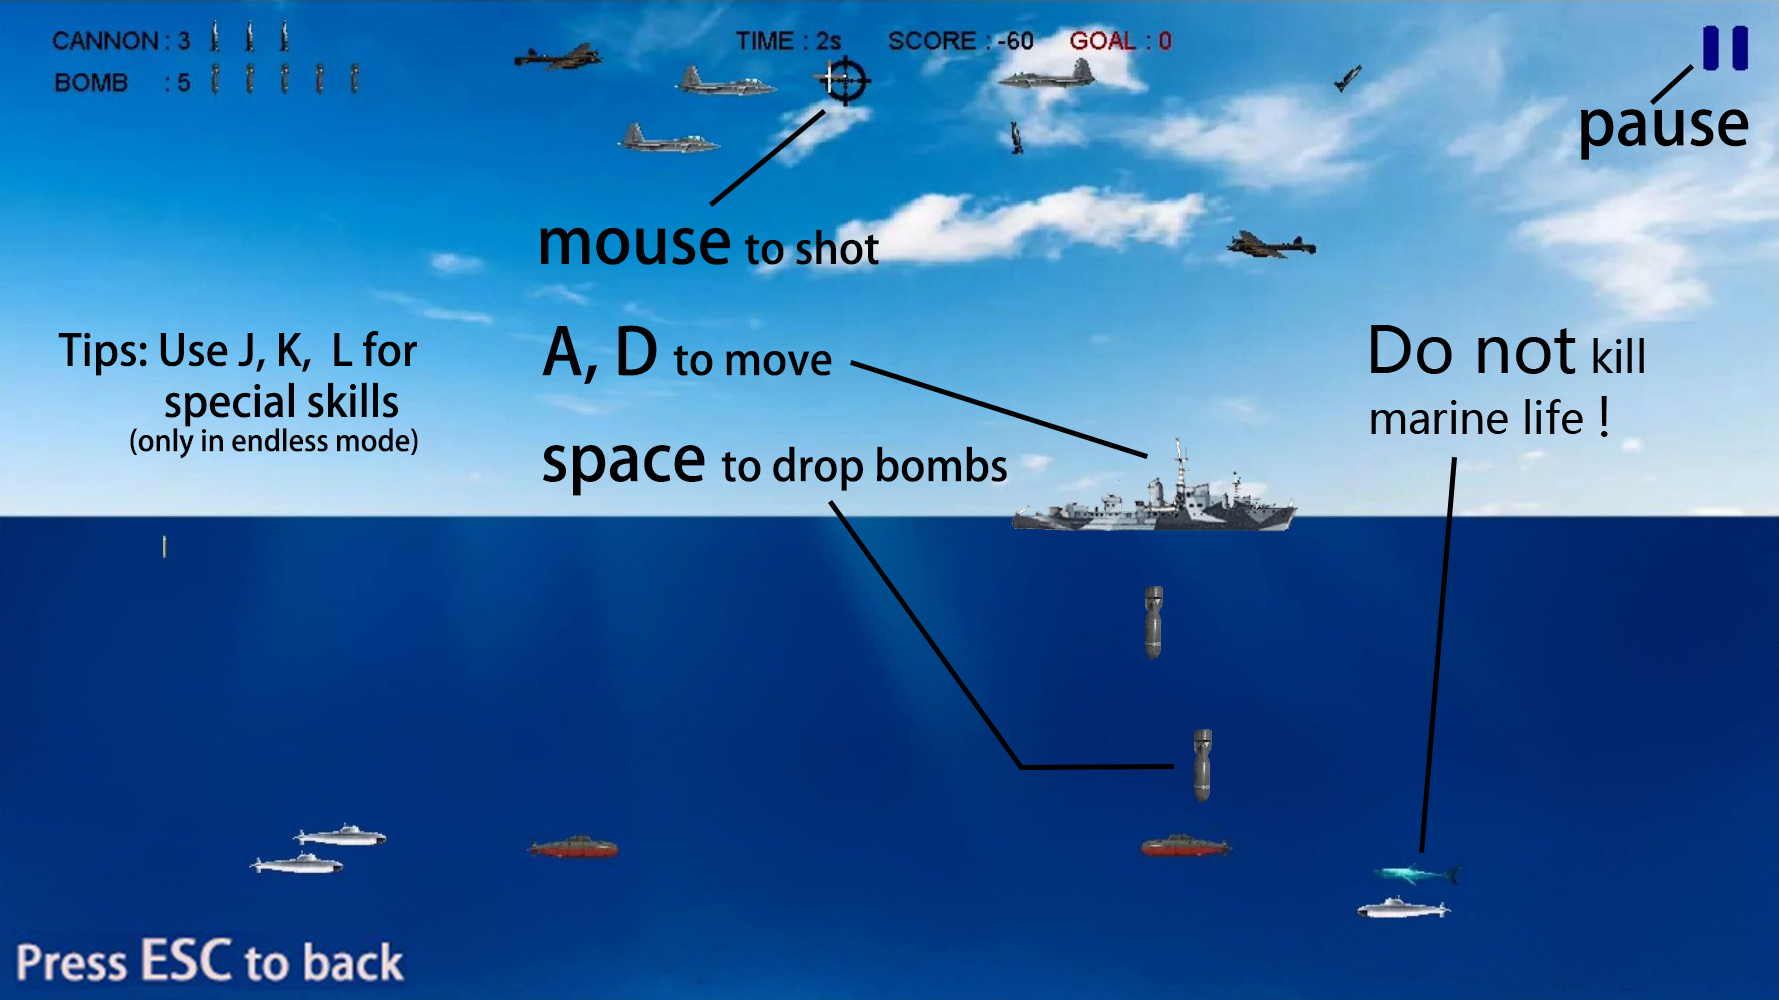 CANNON : 3
TIME : 2s SCORE : -60 GOAL : 0
BOMB : 5
pause
mouse to shot
Tips: Use J, K, L for
special skills
(only in endless mode)
A, D to move
space to drop bombs
Do not kill
marine life !
Press ESC to back